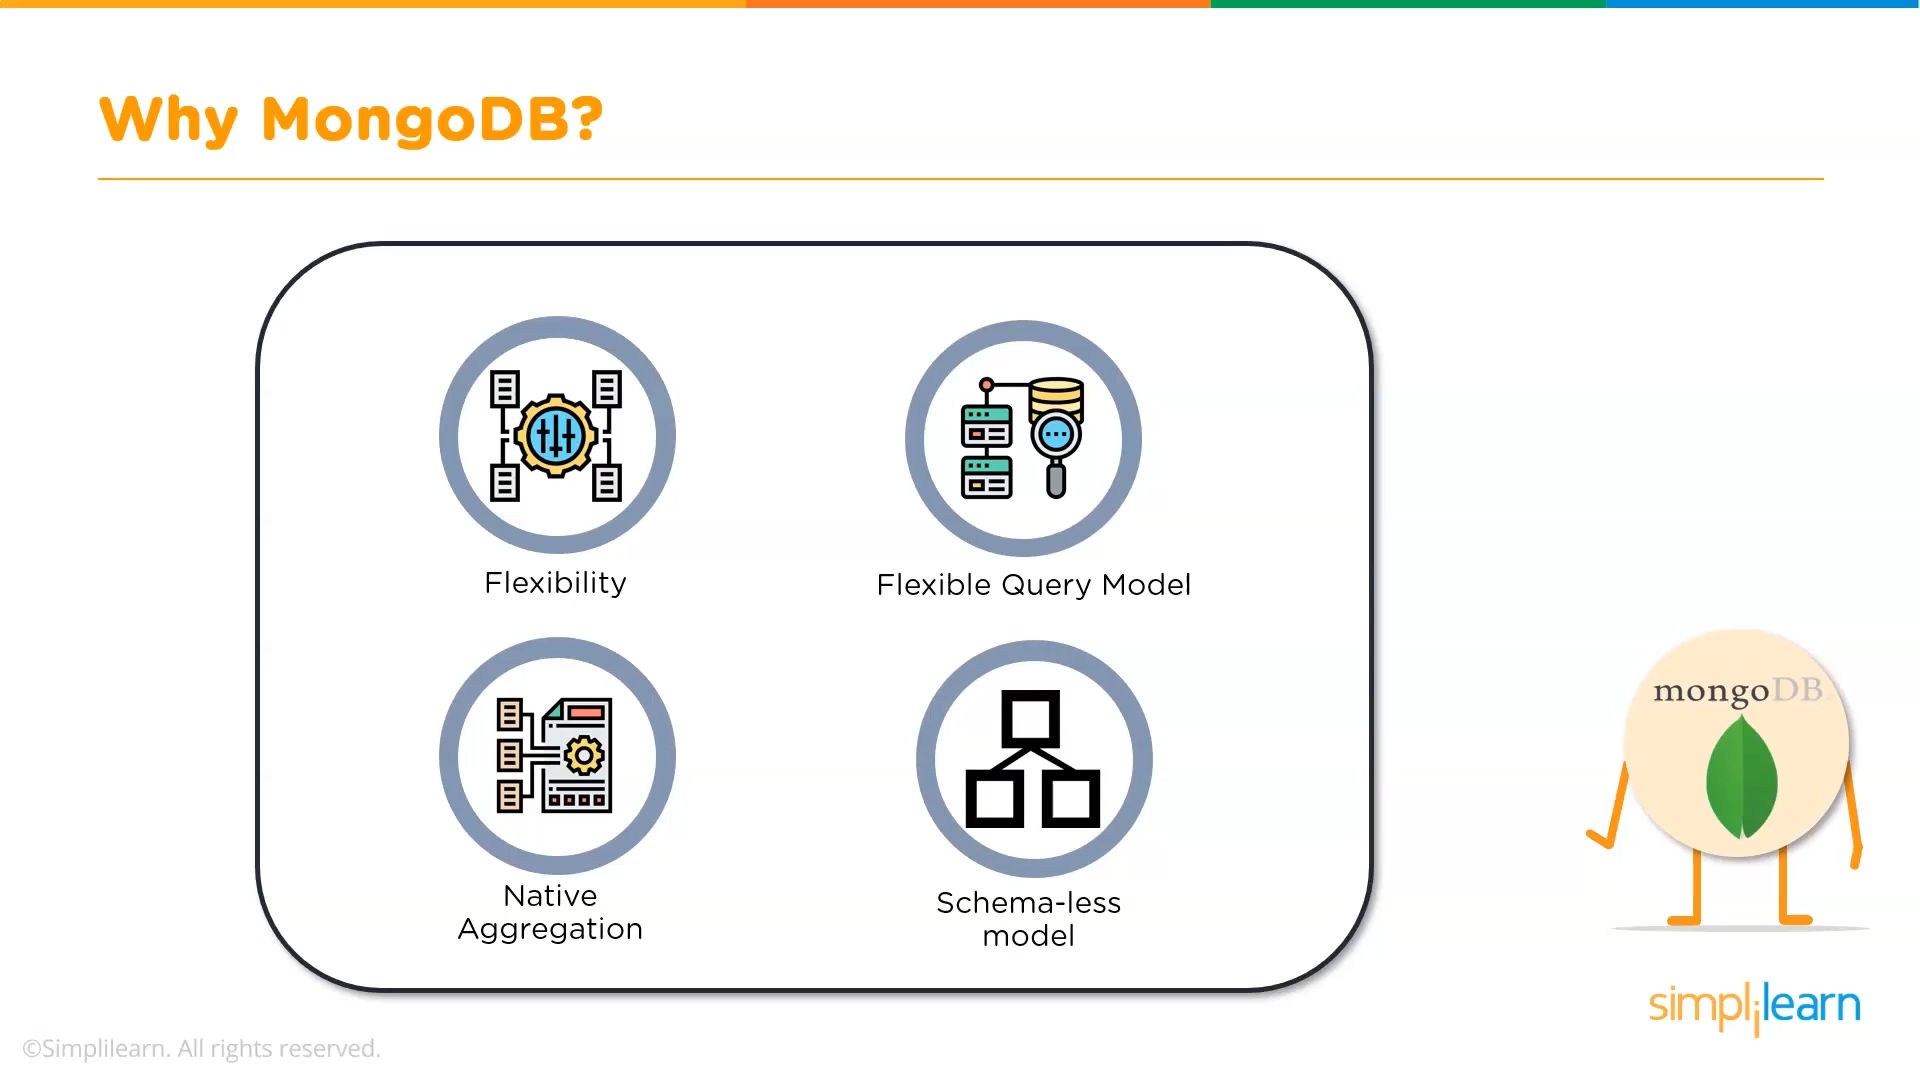 Why MongoDB?
Flexibility
Flexible Query Model
Native
Aggregation
Schema-less
model
mongoDB.
simplilearn
©Simplilearn. All rights reserved.